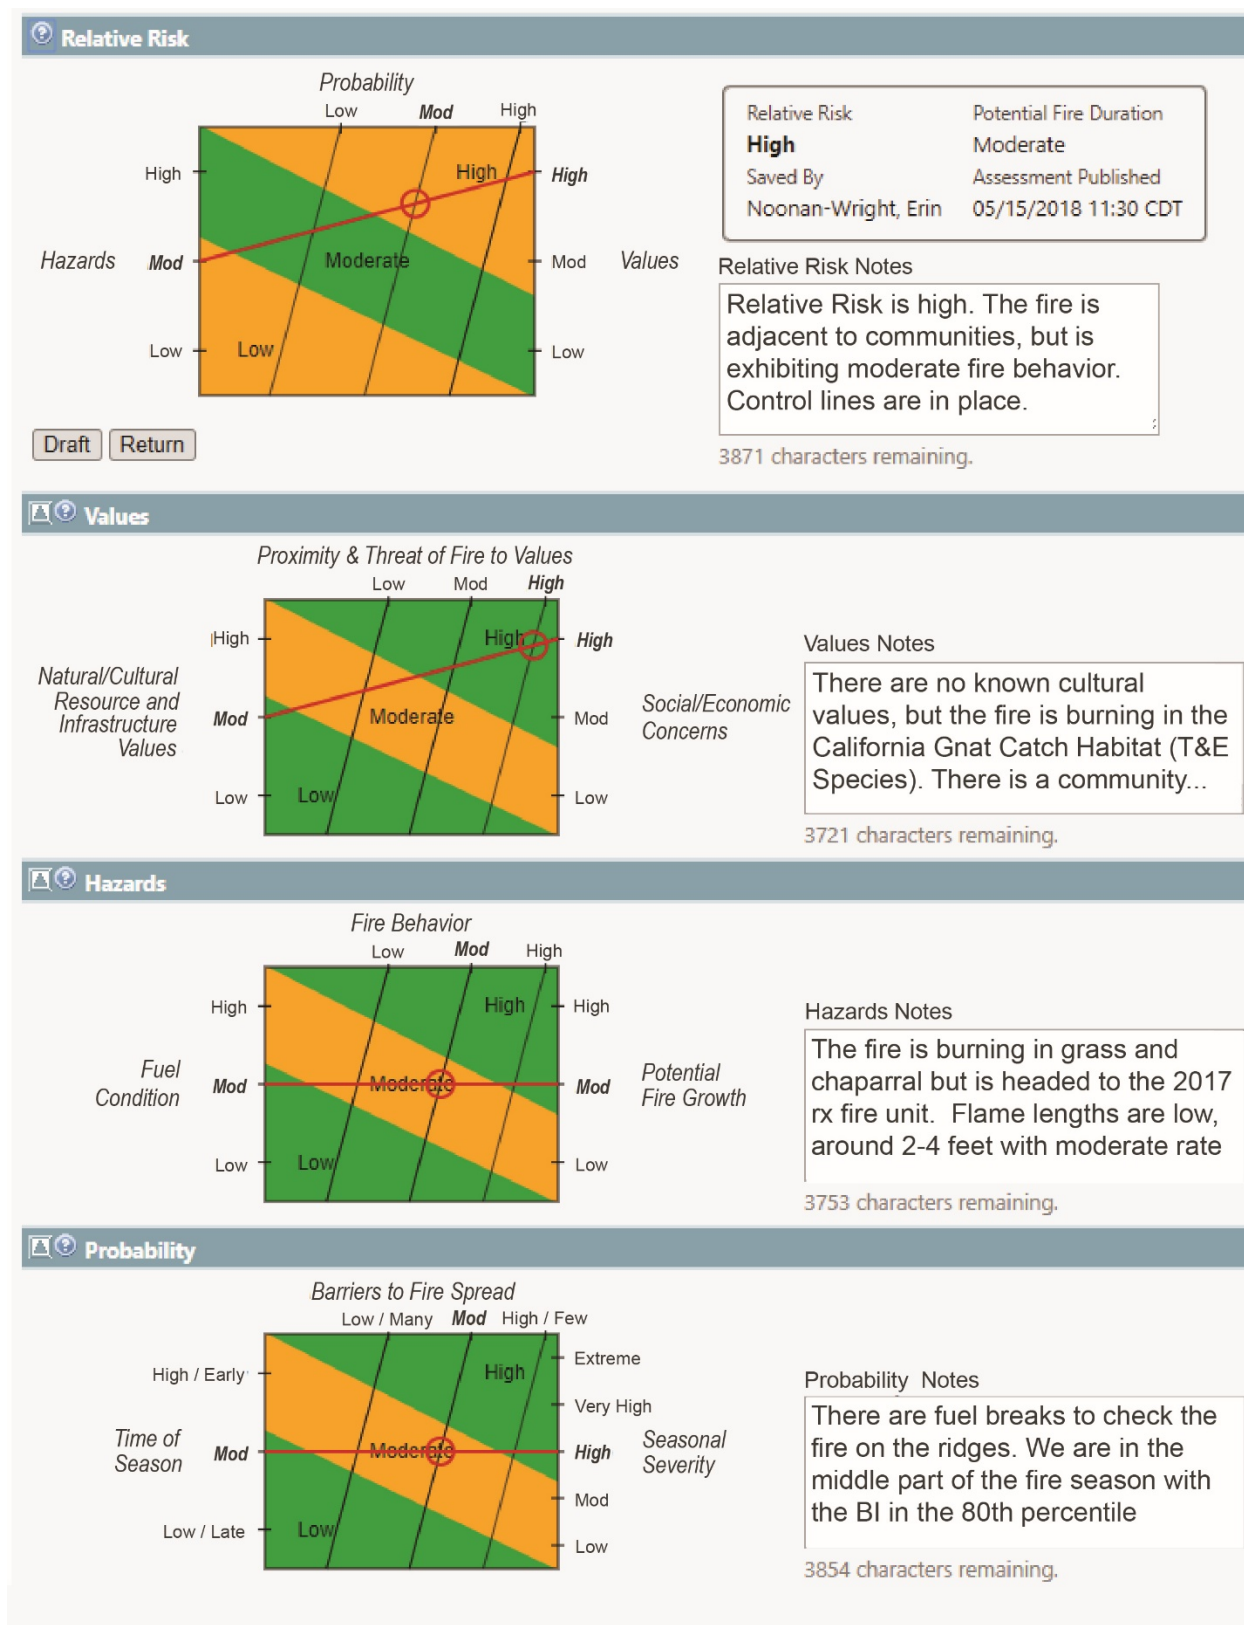 Relative Risk
Probability
Low Mod High
High High High
Hazards Mod Moderate Mod Values
Low Low Low
Draft Return
Relative Risk Potential Fire Duration
High Moderate
Saved By Assessment Published
Noonan-Wright, Erin 05/15/2018 11:30 CDT
Relative Risk Notes
Relative Risk is high. The fire is
adjacent to communities, but is
exhibiting moderate fire behavior.
Control lines are in place.
3871 characters remaining.
Values
Proximity & Threat of Fire to Values
Low Mod High
High High High
Natural/Cultural
Resource and
Infrastructure
Values
Mod Moderate Mod
Social/Economic
Concerns
Low Low Low
Values Notes
There are no known cultural
values, but the fire is burning in the
California Gnat Catch Habitat (T&E
Species). There is a community...
3721 characters remaining.
Hazards
Fire Behavior
Low Mod High
High High High
Fuel
Condition
Mod Moderate Mod
Potential
Fire Growth
Low Low Low
Hazards Notes
The fire is burning in grass and
chaparral but is headed to the 2017
rx fire unit. Flame lengths are low,
around 2-4 feet with moderate rate
3753 characters remaining.
Probability
Barriers to Fire Spread
Low / Many Mod High / Few
High / Early High Extreme
Very High
Time of
Season
Mod Moderate High
Seasonal
Severity
Mod
Low / Late Low Low
Probability Notes
There are fuel breaks to check the
fire on the ridges. We are in the
middle part of the fire season with
the BI in the 80th percentile
3854 characters remaining.